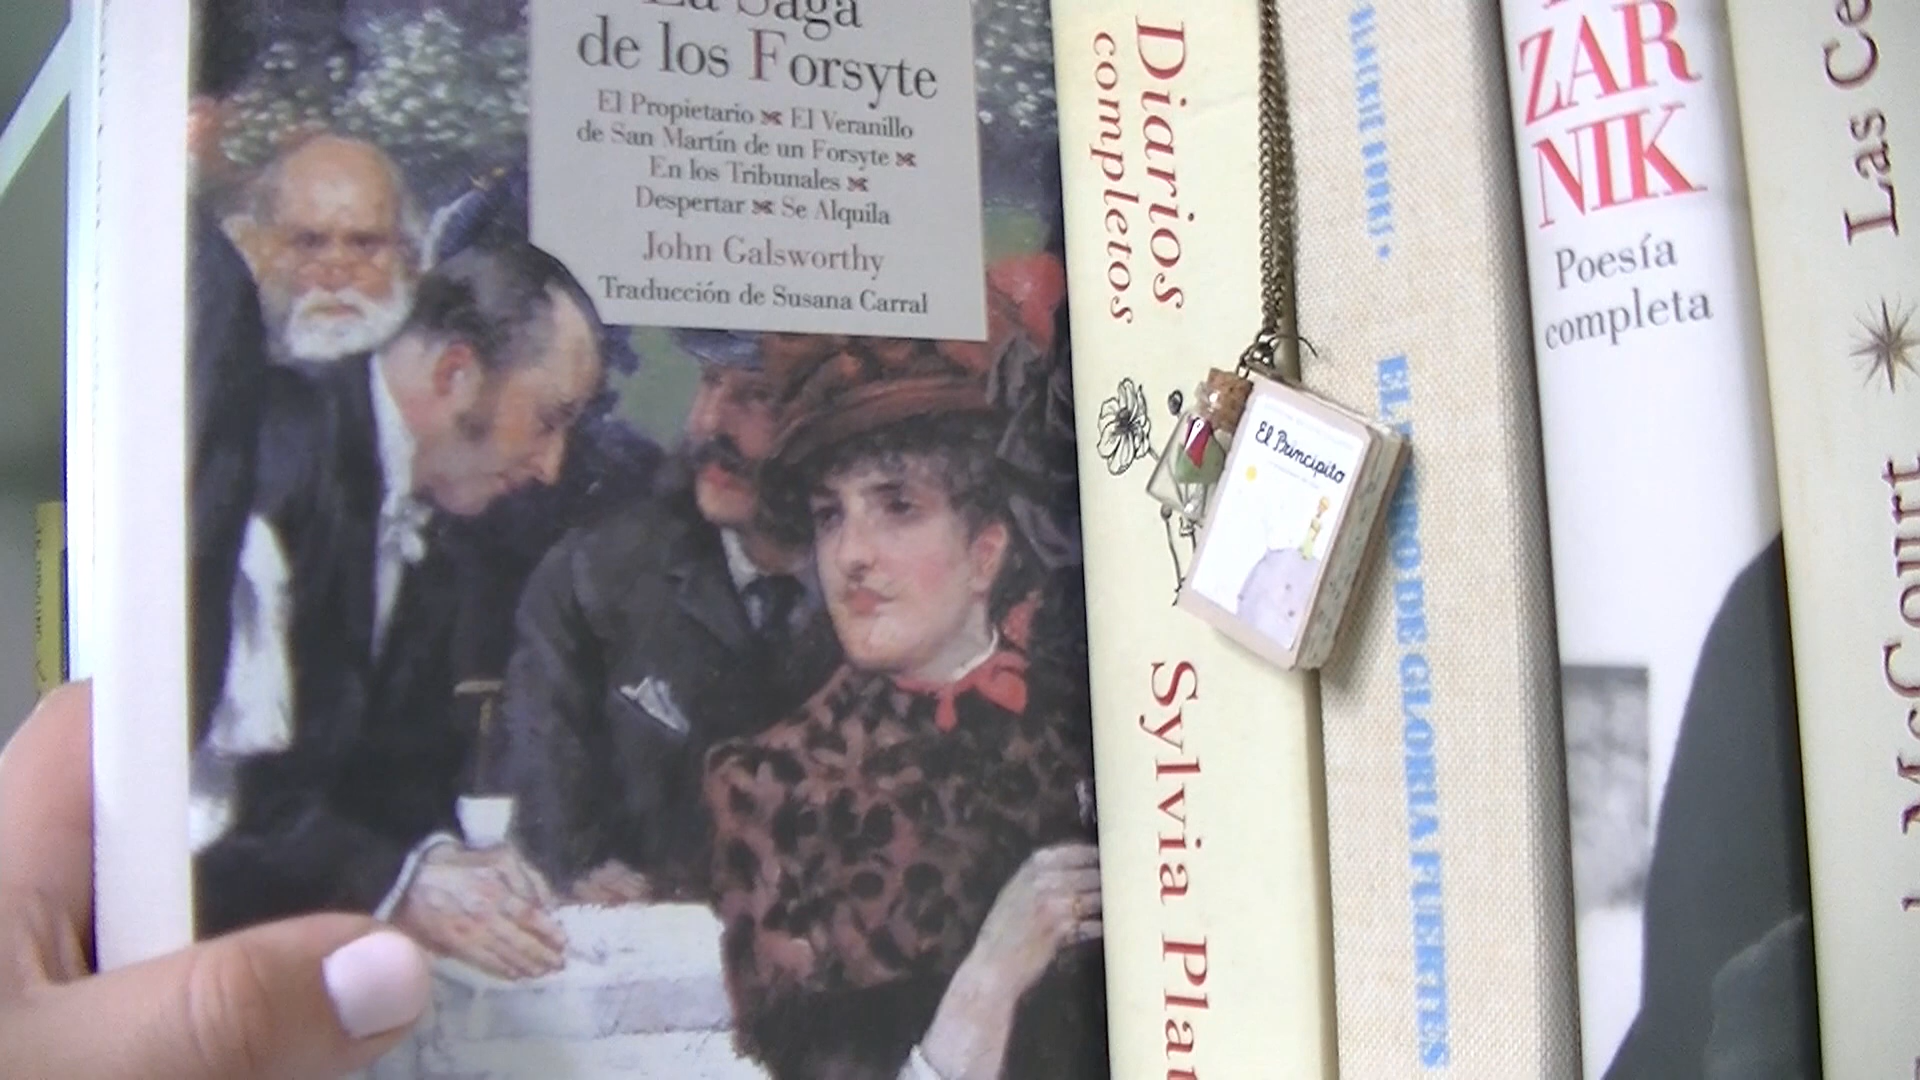 La Saga
de los Forsyte
El Propietario El Veranillo
de San Martín de un Forsyte
En los Tribunales
Despertar Se Alquila
John Galsworthy
Traducción de Susana Carral
Diarios
completos
Sylvia Plat
El Principito
DE GLORIA FUERTES
ZAR
NIK
Poesía
completa
Las Ce
McCourt